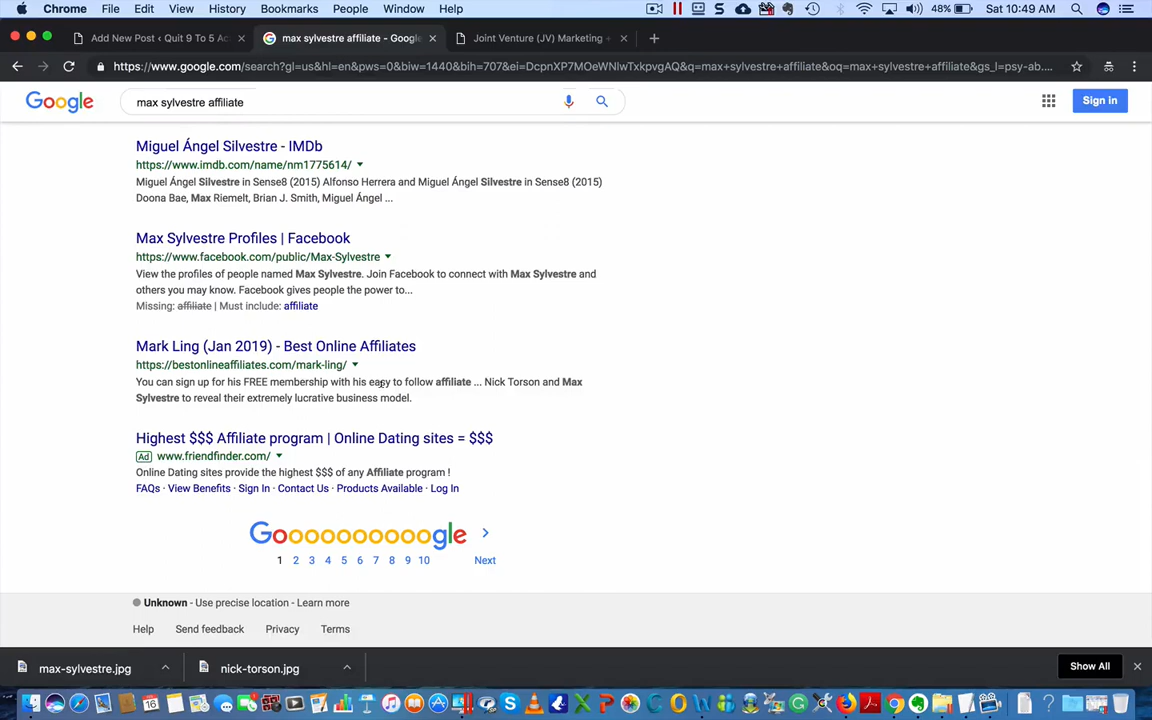 Chrome File Edit View History Bookmarks People Window Help 48% Sat 10:49 AM
Add New Post ‹ Quit 9 To 5 Ac
max sylvestre affiliate - Google
Joint Venture (JV) Marketing
https://www.google.com/search?gl=us&hl=en&pws=0&biw=1440&bih=707&ei=DcpnXP7MOeWNlwTxkpvgAQ&q=max+sylvestre+affiliate&oq=max+sylvestre+affiliate&gs_l=psy-ab....
Google
max sylvestre affiliate
Sign in
Miguel Ángel Silvestre - IMDb
https://www.imdb.com/name/nm1775614/
Miguel Ángel Silvestre in Sense8 (2015) Alfonso Herrera and Miguel Ángel Silvestre in Sense8 (2015)
Doona Bae, Max Riemelt, Brian J. Smith, Miguel Ángel ...
Max Sylvestre Profiles | Facebook
https://www.facebook.com/public/Max-Sylvestre
View the profiles of people named Max Sylvestre. Join Facebook to connect with Max Sylvestre and
others you may know. Facebook gives people the power to...
Missing: affiliate | Must include: affiliate
Mark Ling (Jan 2019) - Best Online Affiliates
https://bestonlineaffiliates.com/mark-ling/
You can sign up for his FREE membership with his easy to follow affiliate ... Nick Torson and Max
Sylvestre to reveal their extremely lucrative business model.
Highest $$$ Affiliate program | Online Dating sites = $$$
Ad www.friendfinder.com/
Online Dating sites provide the highest $$$ of any Affiliate program !
FAQs · View Benefits · Sign In · Contact Us · Products Available · Log In
Goooooooooogle
1 2 3 4 5 6 7 8 9 10 Next
Unknown - Use precise location - Learn more
Help Send feedback Privacy Terms
max-sylvestre.jpg
nick-torson.jpg
Show All